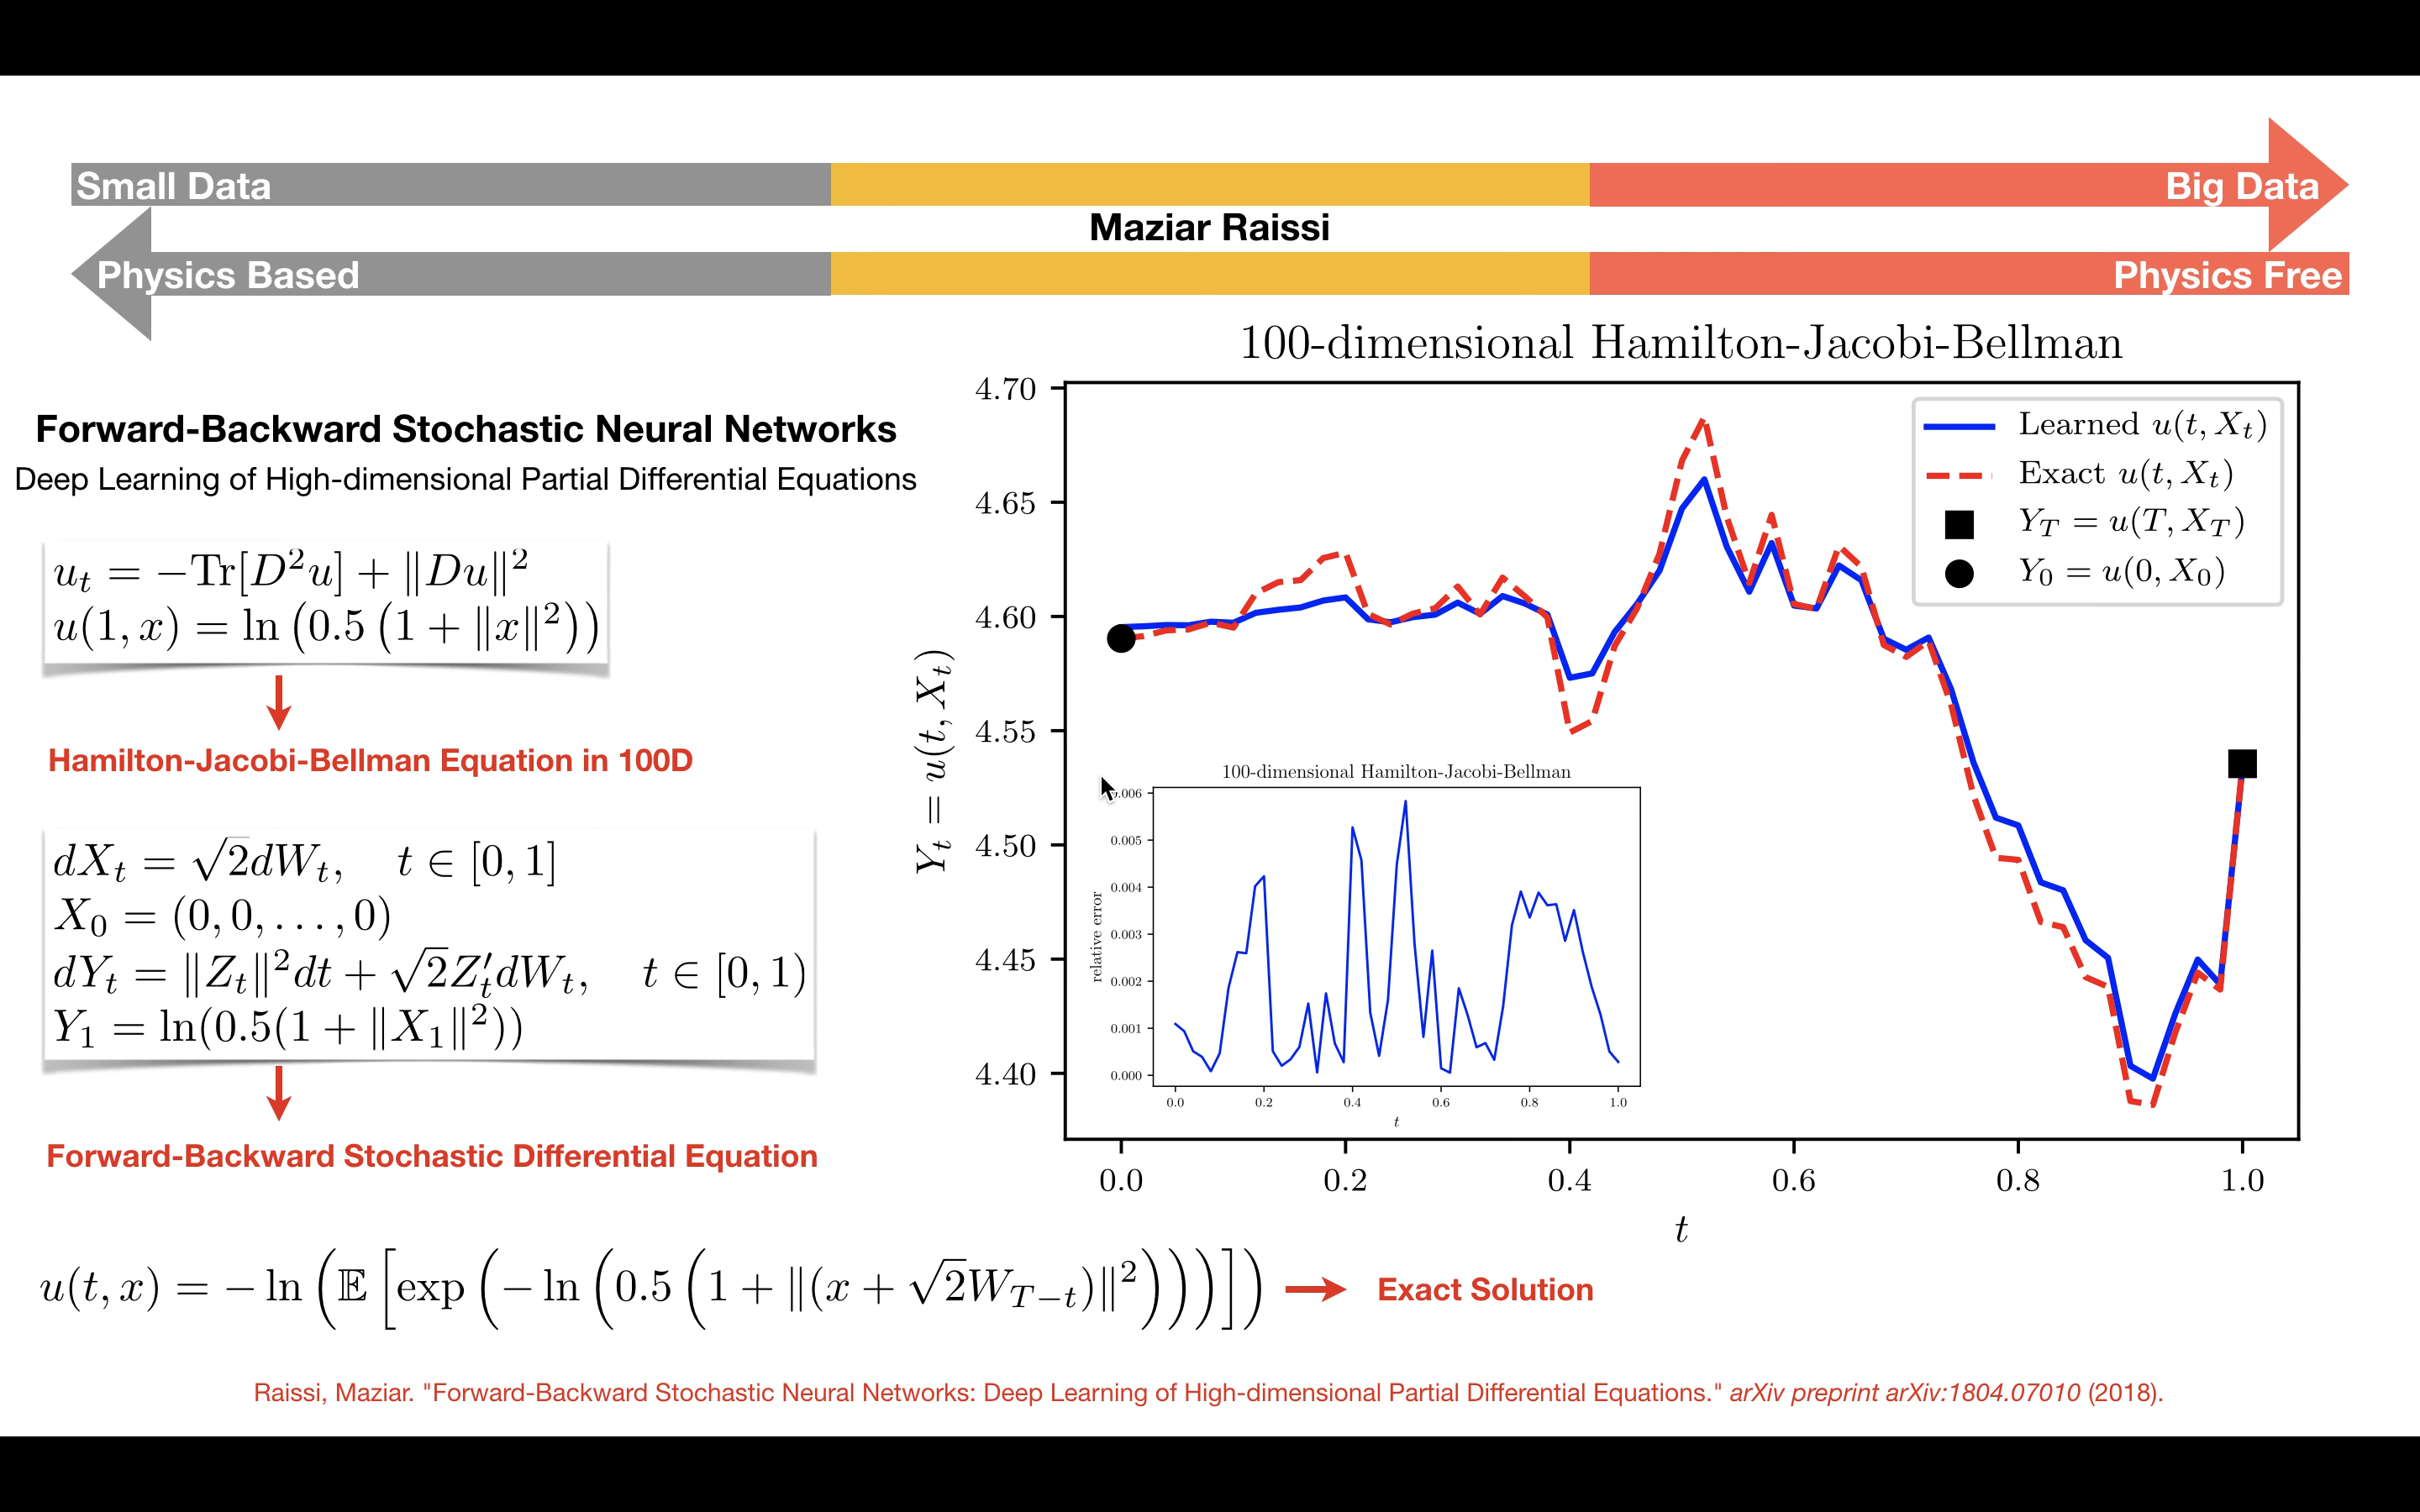 Small Data
Big Data
Maziar Raissi
Physics Based
Physics Free
Forward-Backward Stochastic Neural Networks
Deep Learning of High-dimensional Partial Differential Equations
u_t = −Tr[D²u] + ‖Du‖²
u(1, x) = ln (0.5 (1 + ‖x‖²))
Hamilton-Jacobi-Bellman Equation in 100D
dX_t = √2dW_t, t ∈ [0, 1]
X_0 = (0, 0, . . . , 0)
dY_t = ‖Z_t‖²dt + √2Z′_t dW_t, t ∈ [0, 1)
Y_1 = ln(0.5(1 + ‖X_1‖²))
Forward-Backward Stochastic Differential Equation
100-dimensional Hamilton-Jacobi-Bellman
Learned u(t, X_t)
Exact u(t, X_t)
Y_T = u(T, X_T)
Y_0 = u(0, X_0)
4.70
4.65
4.60
4.55
4.50
4.45
4.40
Y_t = u(t, X_t)
0.0 0.2 0.4 0.6 0.8 1.0
t
100-dimensional Hamilton-Jacobi-Bellman
.006
0.005
0.004
0.003
0.002
0.001
0.000
relative error
0.0 0.2 0.4 0.6 0.8 1.0
t
u(t, x) = − ln (𝔼 [exp (− ln (0.5 (1 + ‖(x + √2W_{T−t})‖²)))])
Exact Solution
Raissi, Maziar. "Forward-Backward Stochastic Neural Networks: Deep Learning of High-dimensional Partial Differential Equations." arXiv preprint arXiv:1804.07010 (2018).